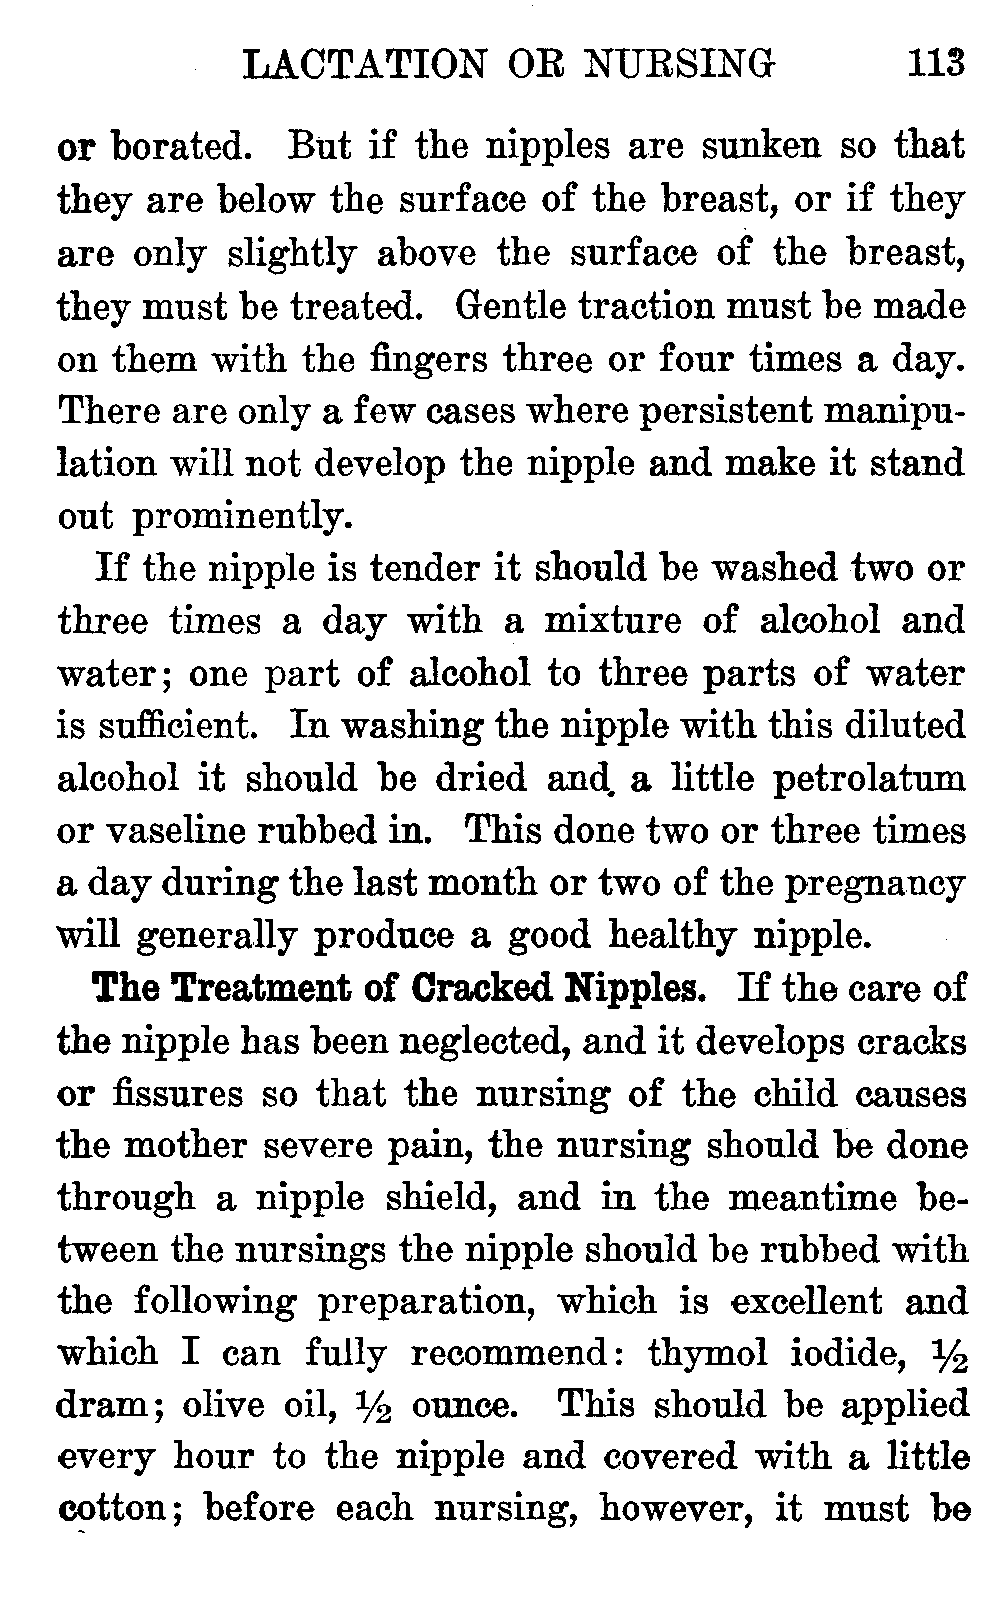 LACTATION OR NURSING 113
or borated. But if the nipples are sunken so that
they are below the surface of the breast, or if they
are only slightly above the surface of the breast,
they must be treated. Gentle traction must be made
on them with the fingers three or four times a day.
There are only a few cases where persistent manipu-
lation will not develop the nipple and make it stand
out prominently.
If the nipple is tender it should be washed two or
three times a day with a mixture of alcohol and
water; one part of alcohol to three parts of water
is sufficient. In washing the nipple with this diluted
alcohol it should be dried and a little petrolatum
or vaseline rubbed in. This done two or three times
a day during the last month or two of the pregnancy
will generally produce a good healthy nipple.
The Treatment of Cracked Nipples. If the care of
the nipple has been neglected, and it develops cracks
or fissures so that the nursing of the child causes
the mother severe pain, the nursing should be done
through a nipple shield, and in the meantime be-
tween the nursings the nipple should be rubbed with
the following preparation, which is excellent and
which I can fully recommend: thymol iodide, ½
dram; olive oil, ½ ounce. This should be applied
every hour to the nipple and covered with a little
cotton; before each nursing, however, it must be